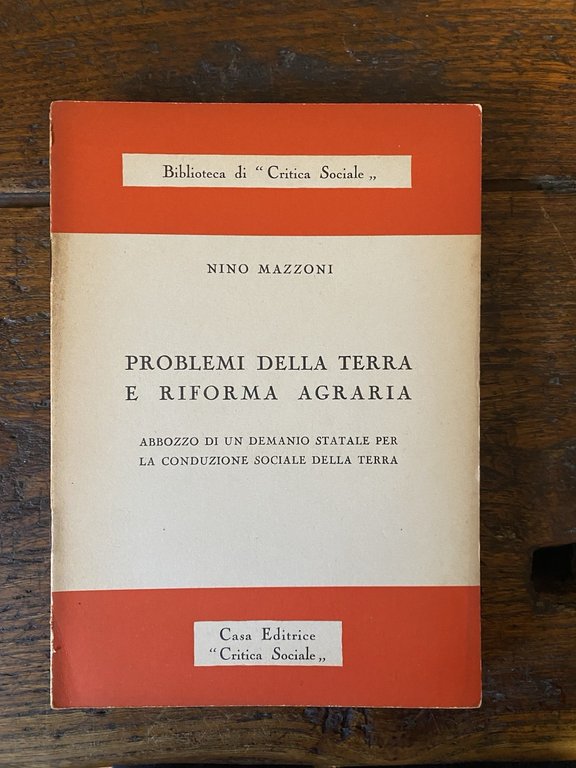 Biblioteca di “ Critica Sociale „
NINO MAZZONI
PROBLEMI DELLA TERRA
E RIFORMA AGRARIA
ABBOZZO DI UN DEMANIO STATALE PER
LA CONDUZIONE SOCIALE DELLA TERRA
Casa Editrice
“ Critica Sociale „